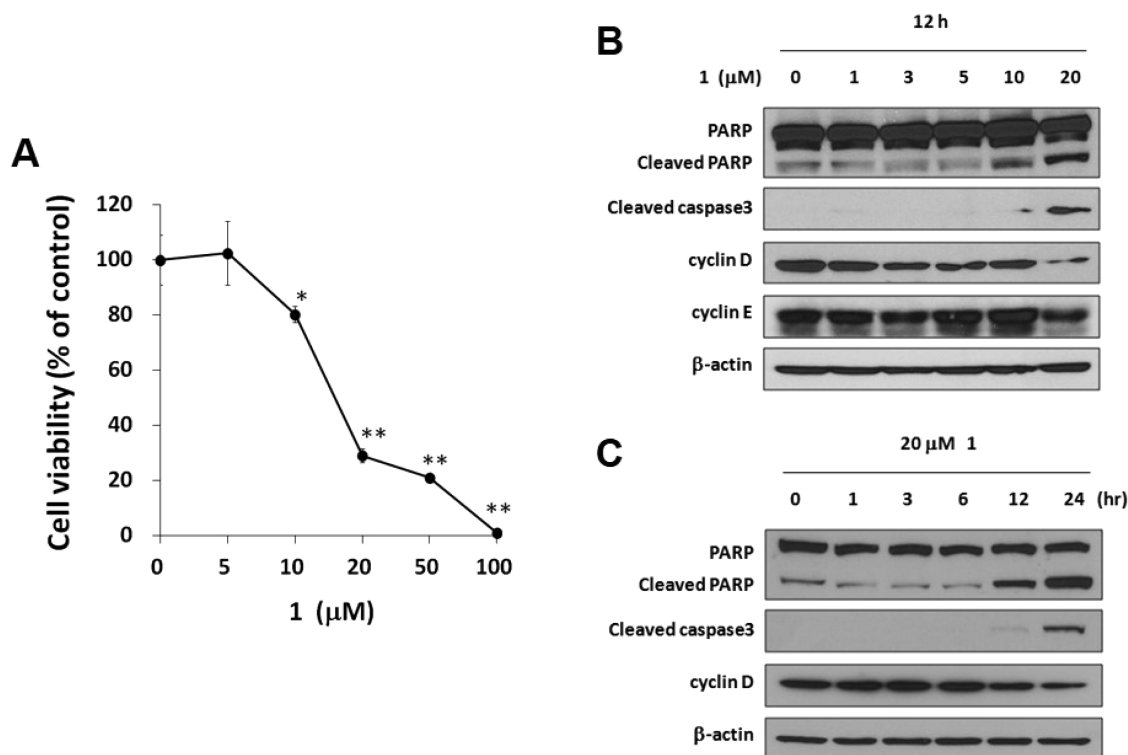 A
Cell viability (% of control)
120
100
80
60
40
20
0
*
**
**
**
0 5 10 20 50 100
1 (μM)
B
12 h
1 (μM) 0 1 3 5 10 20
PARP
Cleaved PARP
Cleaved caspase3
cyclin D
cyclin E
β-actin
C
20 μM 1
0 1 3 6 12 24 (hr)
PARP
Cleaved PARP
Cleaved caspase3
cyclin D
β-actin